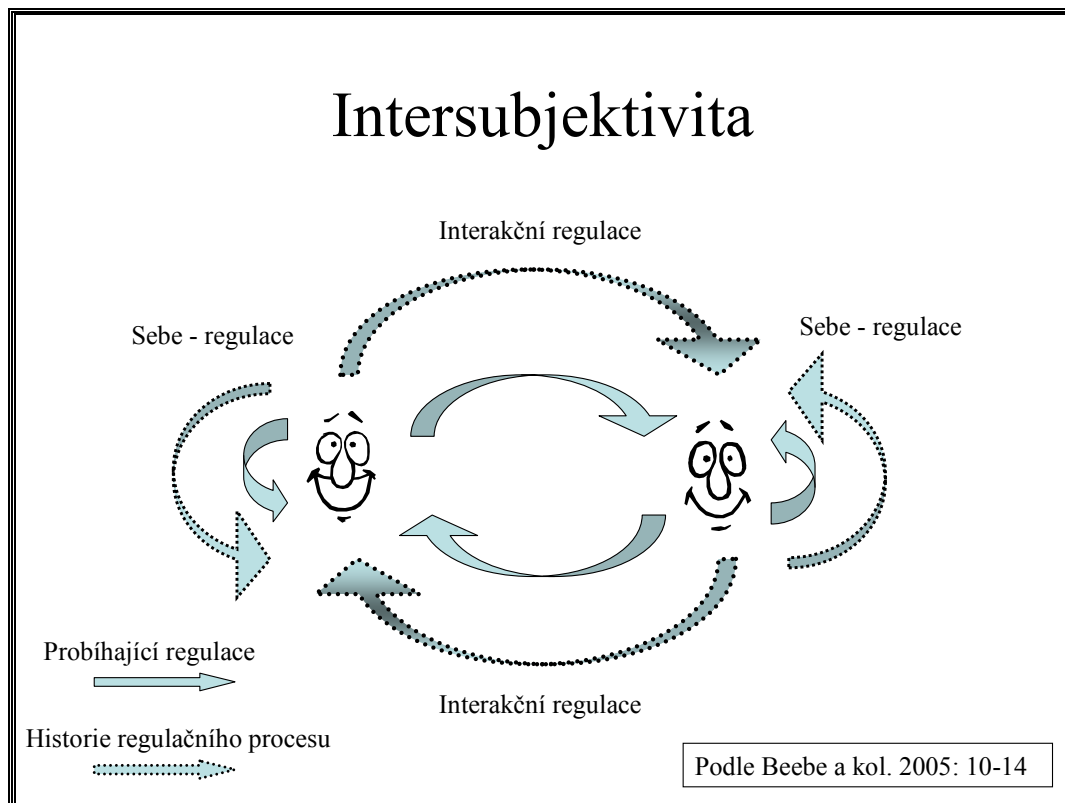 Intersubjektivita
Interakční regulace
Sebe - regulace
Sebe - regulace
Probíhající regulace
Interakční regulace
Historie regulačního procesu
Podle Beebe a kol. 2005: 10-14